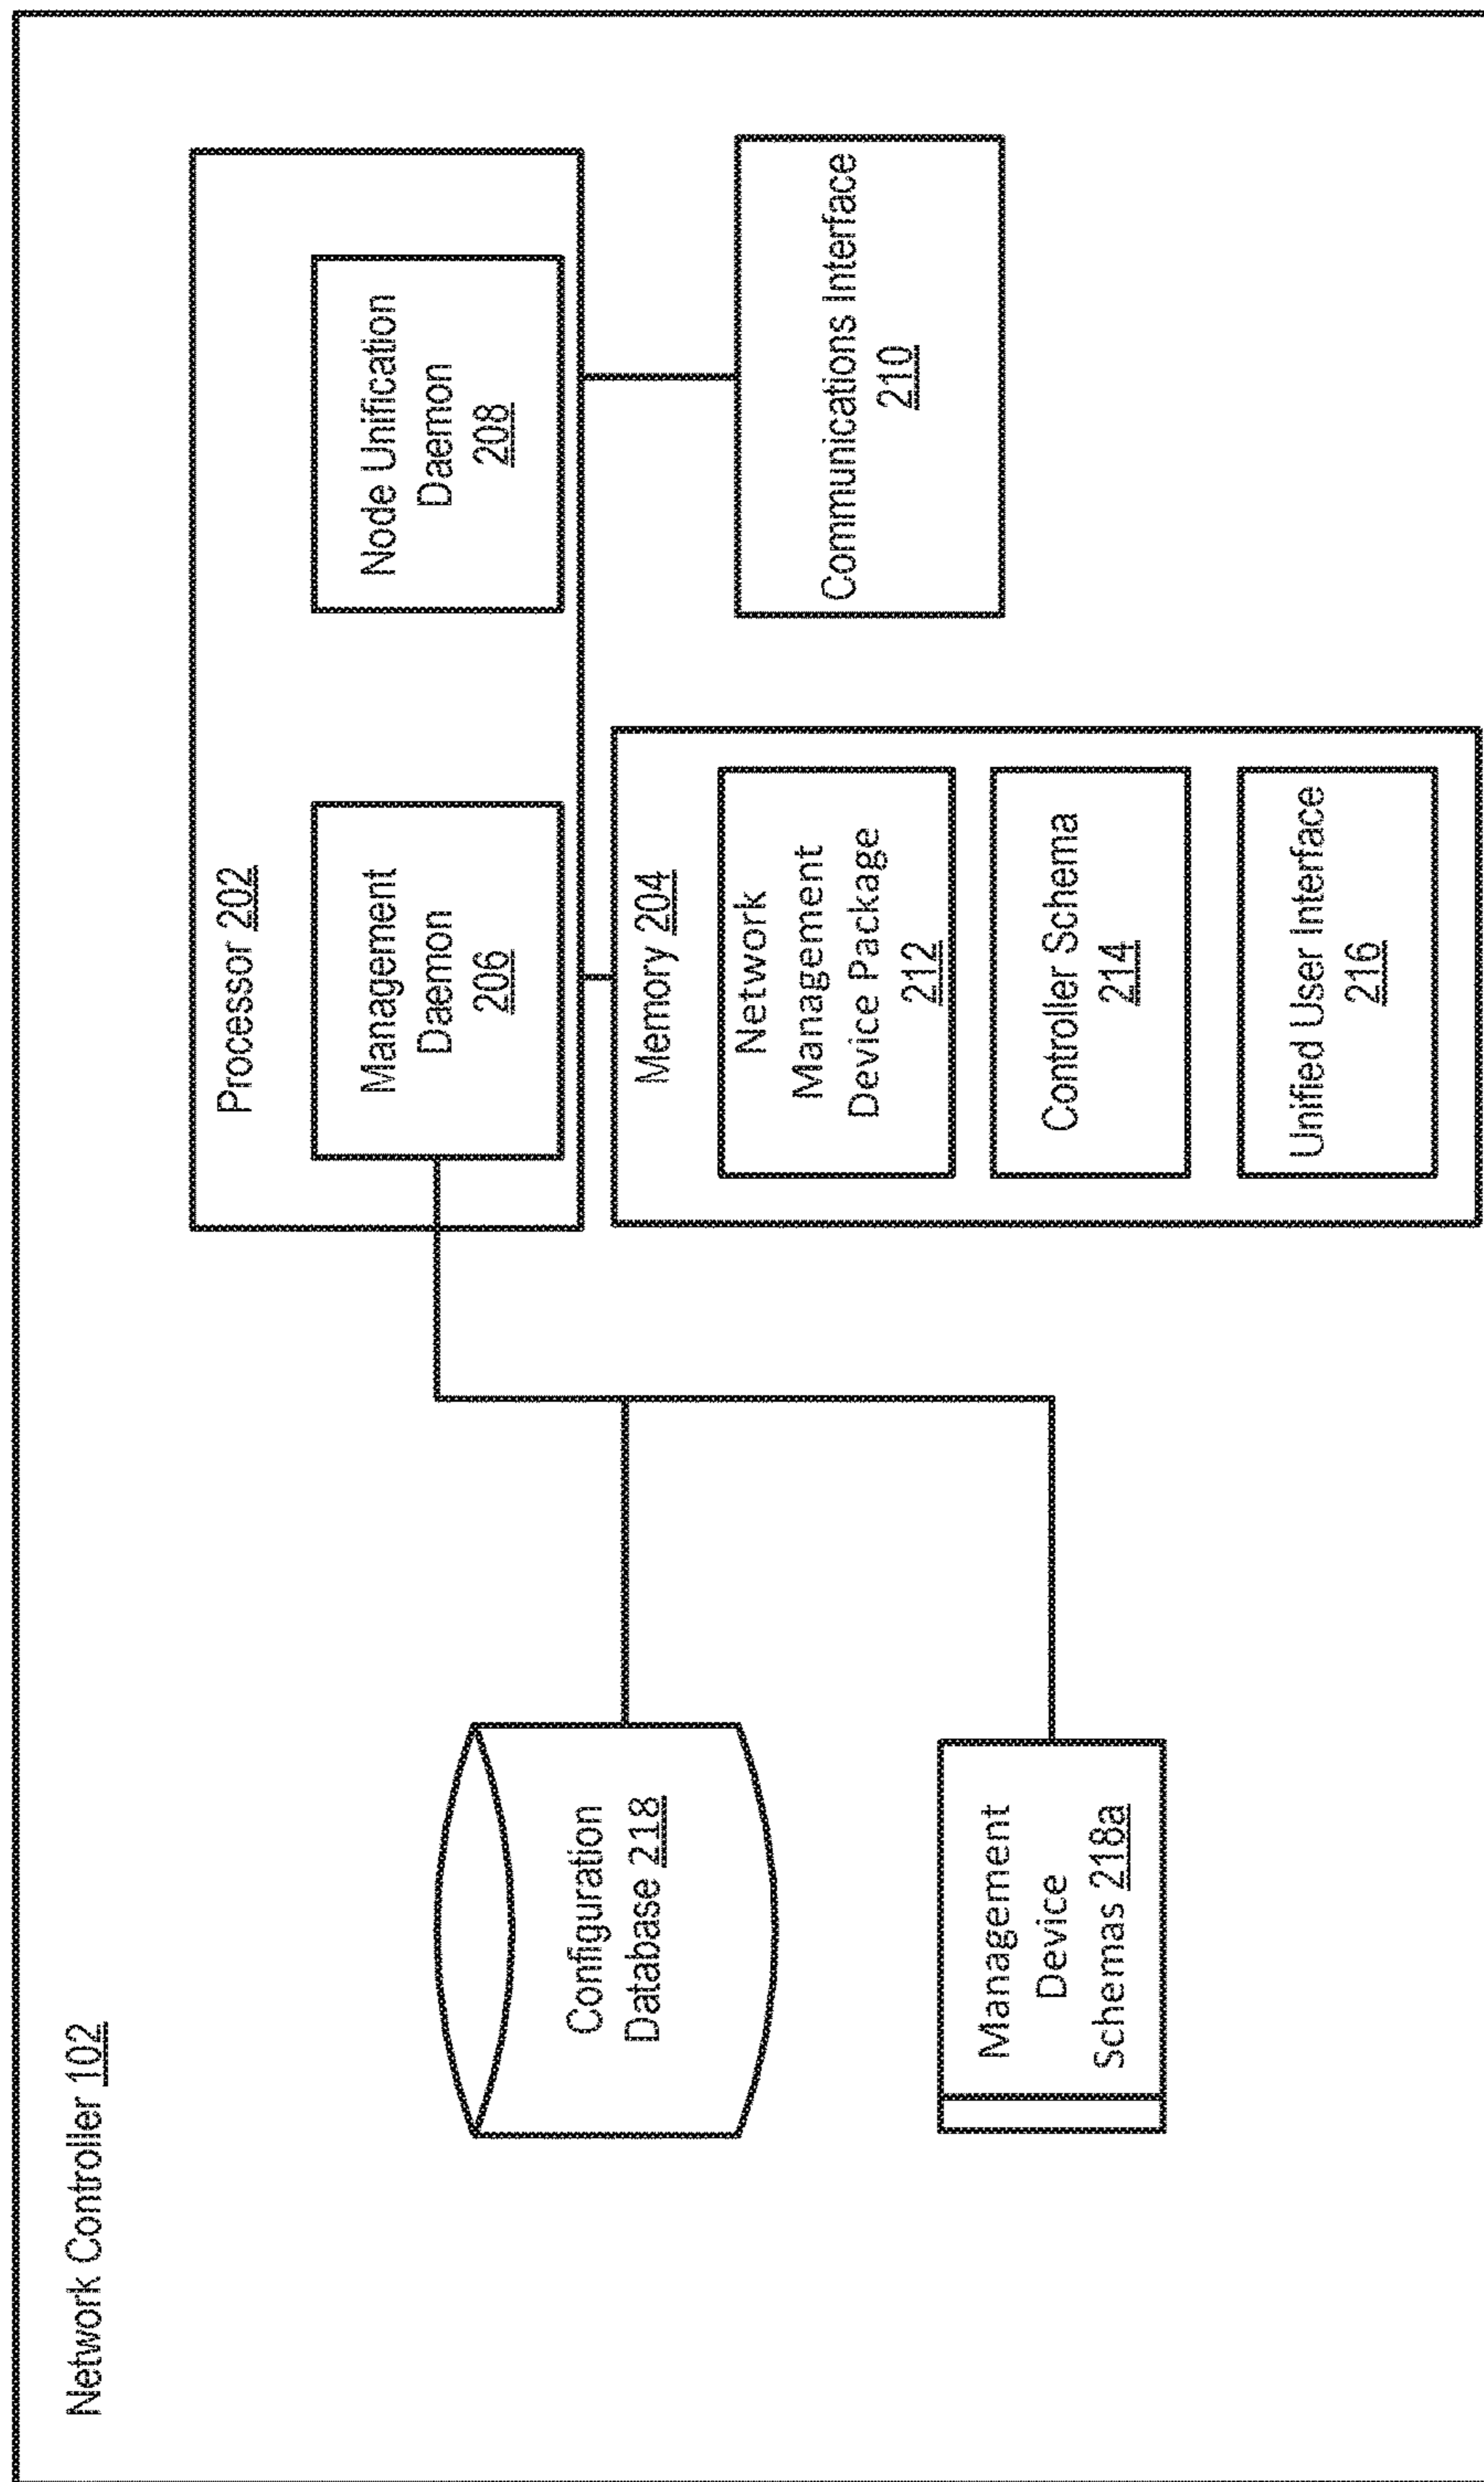 Network Controller 102
Configuration
Database 218
Management
Device
Schemas 218a
Processor 202
Management
Daemon
206
Node Unification
Daemon
208
Memory 204
Network
Management
Device Package
212
Controller Schema
214
Unified User Interface
216
Communications Interface
210